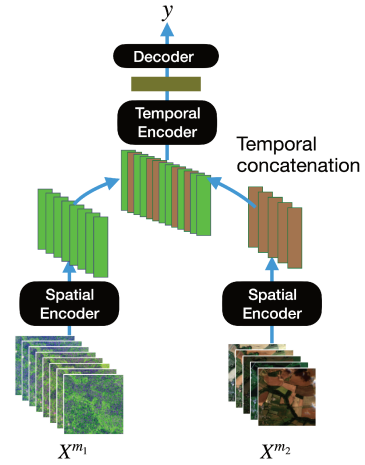 y
Decoder
Temporal
Encoder
Temporal
concatenation
Spatial
Encoder
Spatial
Encoder
X^{m_1}
X^{m_2}